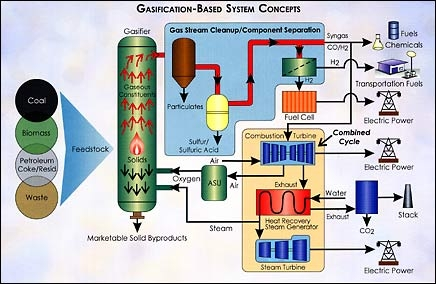 GASIFICATION-BASED SYSTEM CONCEPTS
Gasifier
Gas Stream Cleanup/Component Separation
Syngas
CO/H2
Fuels
Chemicals
H2
H2
Transportation Fuels
Gaseous
Constituents
Particulates
Sulfur/
Sulfuric Acid
Fuel Cell
Electric Power
Coal
Biomass
Petroleum
Coke/Resid
Waste
Feedstock
Solids
Oxygen
Air
ASU
Air
Steam
Combustion Turbine
Combined
Cycle
Electric Power
Exhaust
Water
Heat Recovery
Steam Generator
Exhaust
CO2
Stack
Steam Turbine
Electric Power
Marketable Solid Byproducts